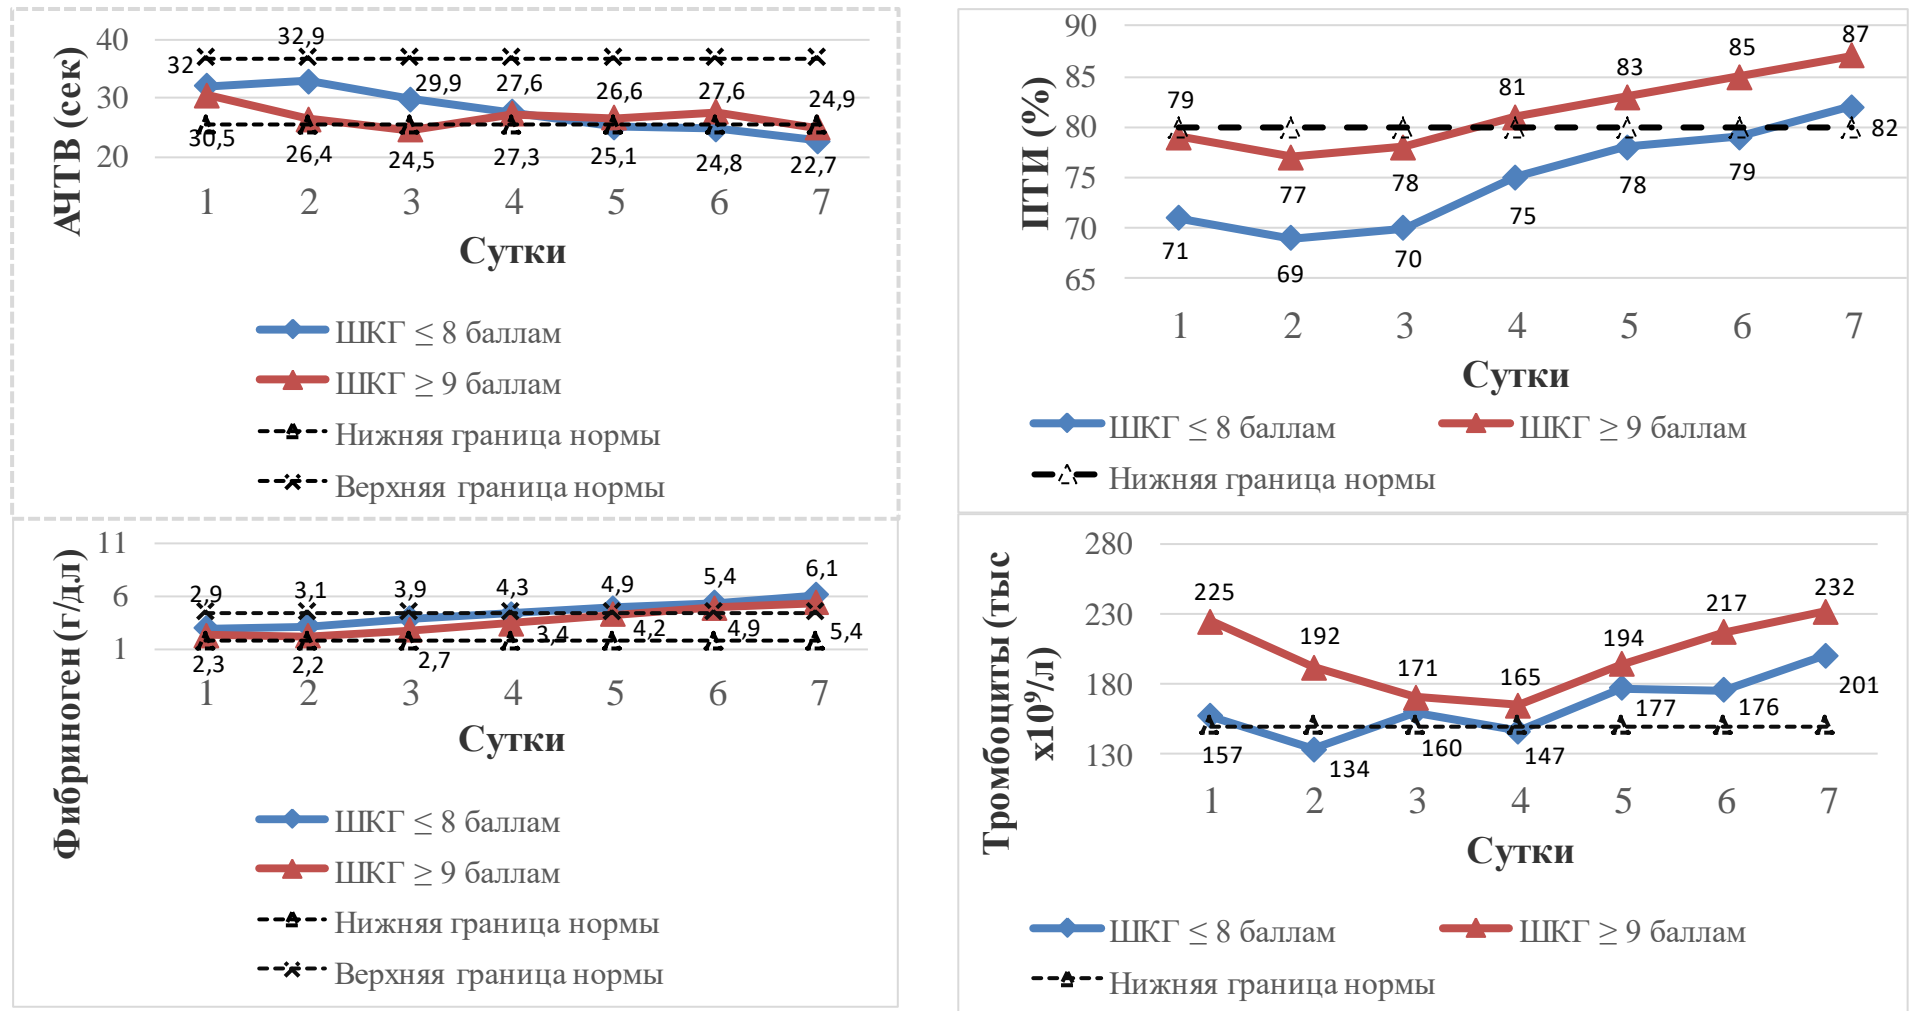 40
30
20
АЧТВ (сек)
32
32,9
29,9
27,6
26,6
27,6
24,9
30,5
26,4
24,5
27,3
25,1
24,8
22,7
1 2 3 4 5 6 7
Сутки
ШКГ ≤ 8 баллам
ШКГ ≥ 9 баллам
Нижняя граница нормы
Верхняя граница нормы
90
85
80
75
70
65
ПТИ (%)
79
77
78
81
83
85
87
71
69
70
75
78
79
82
1 2 3 4 5 6 7
Сутки
ШКГ ≤ 8 баллам
ШКГ ≥ 9 баллам
Нижняя граница нормы
11
6
1
Фибриноген (г/дл)
2,9
3,1
3,9
4,3
4,9
5,4
6,1
2,3
2,2
2,7
3,4
4,2
4,9
5,4
1 2 3 4 5 6 7
Сутки
ШКГ ≤ 8 баллам
ШКГ ≥ 9 баллам
Нижняя граница нормы
Верхняя граница нормы
280
230
180
130
Тромбоциты (тыс
х10⁹/л)
225
192
171
165
194
217
232
157
134
160
147
177
176
201
1 2 3 4 5 6 7
Сутки
ШКГ ≤ 8 баллам
ШКГ ≥ 9 баллам
Нижняя граница нормы